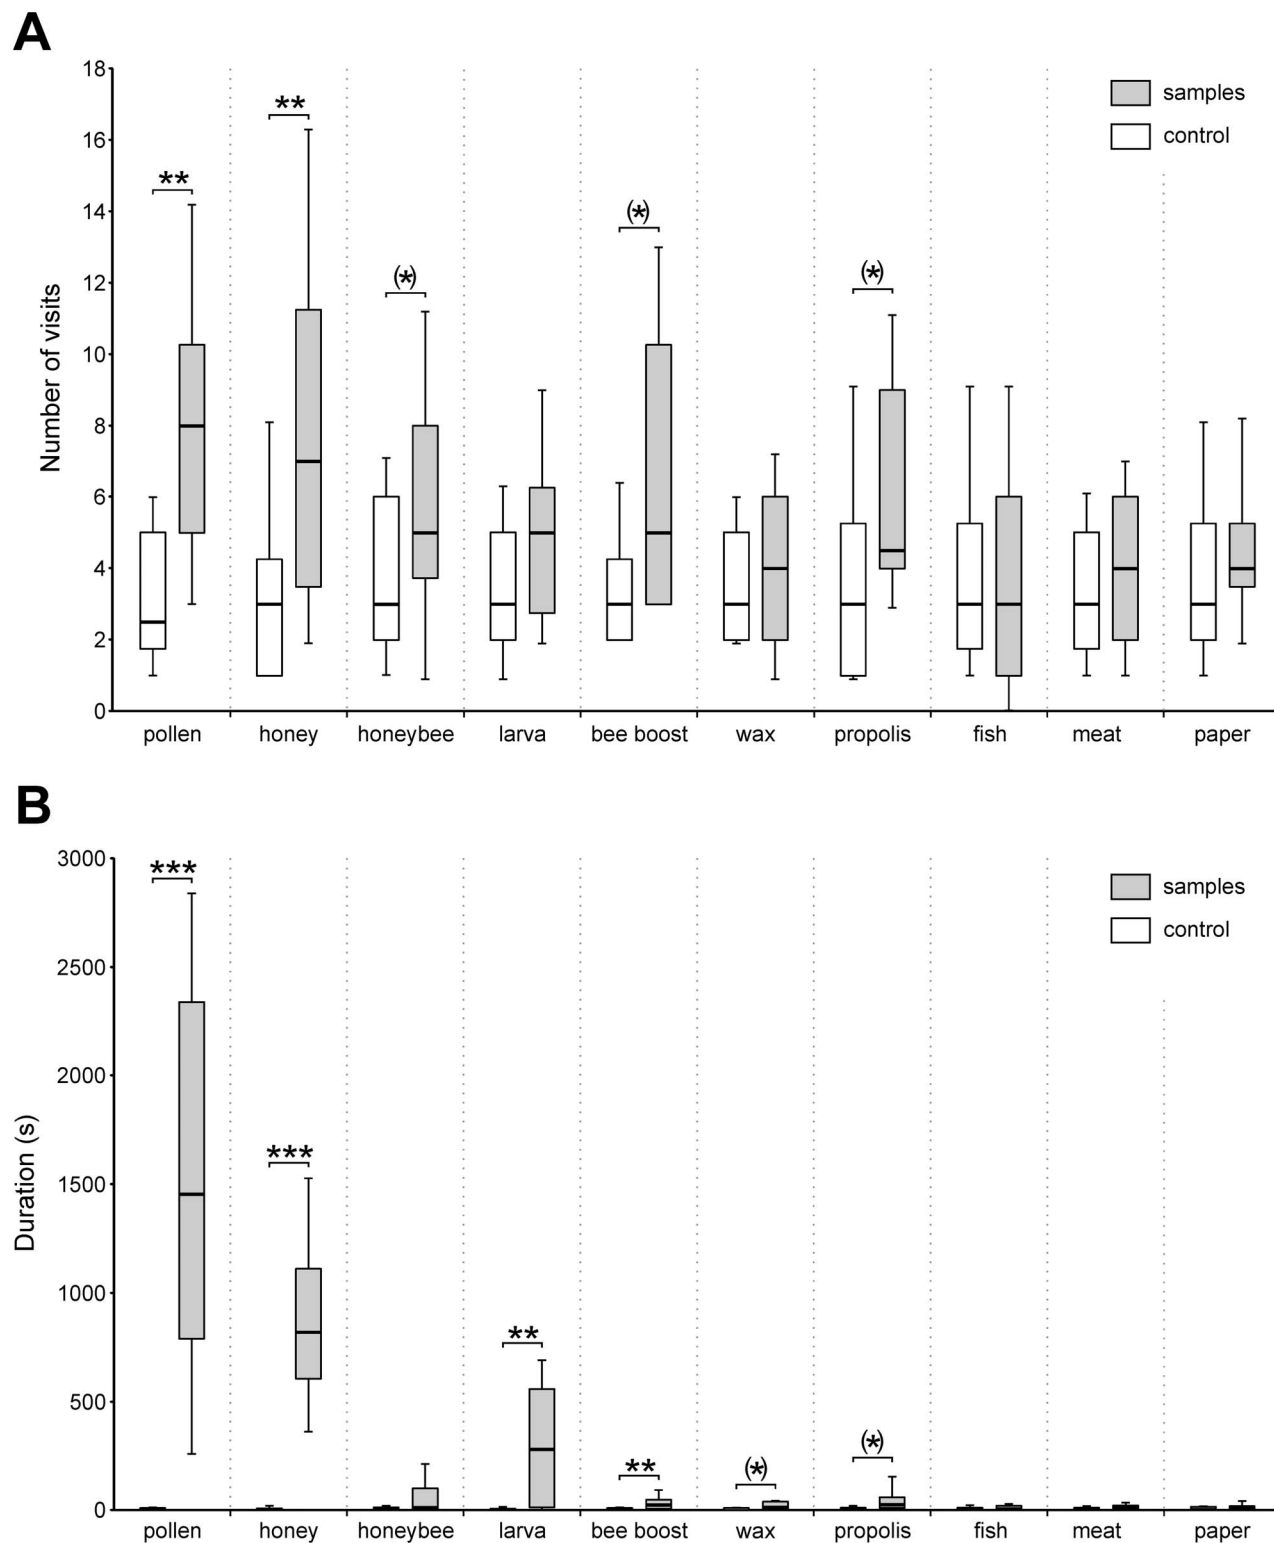 A
18
16
14
12
10
8
6
4
2
0
Number of visits
**
**
(*)
(*)
(*)
samples
control
pollen honey honeybee larva bee boost wax propolis fish meat paper
B
3000
2500
2000
1500
1000
500
0
Duration (s)
***
***
**
**
(*)
(*)
samples
control
pollen honey honeybee larva bee boost wax propolis fish meat paper